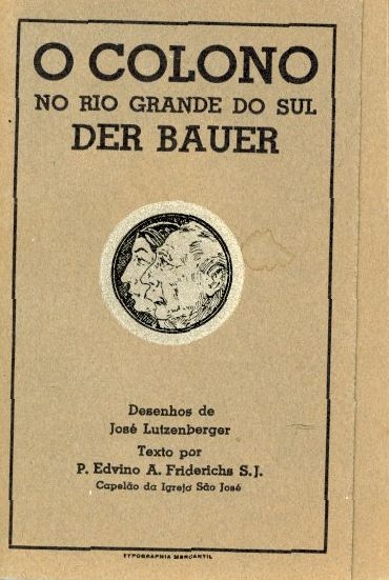 O COLONO
NO RIO GRANDE DO SUL
DER BAUER
Desenhos de
José Lutzenberger
Texto por
P. Edvino A. Friderichs S.J.
Capelão da Igreja São José
TYPOGRAPHIA MERCANTIL